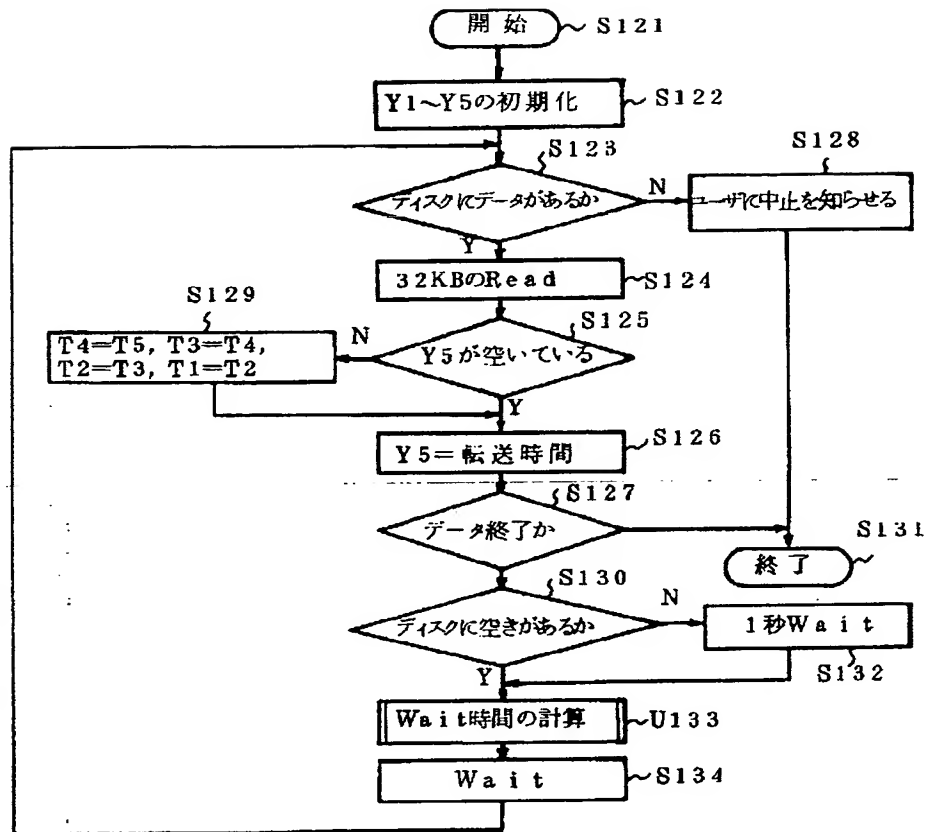 開始
S121
Y1~Y5の初期化
S122
S123
S128
ディスクにデータがあるか
N
ユーザに中止を知らせる
Y
32KBのRead
S124
S129
S125
T4=T5, T3=T4,
T2=T3, T1=T2
N
Y5が空いている
Y
S126
Y5=転送時間
S127
データ終了か
S131
終了
S130
ディスクに空きがあるか
N
1秒Wait
S132
Y
Wait時間の計算
U133
Wait
S134